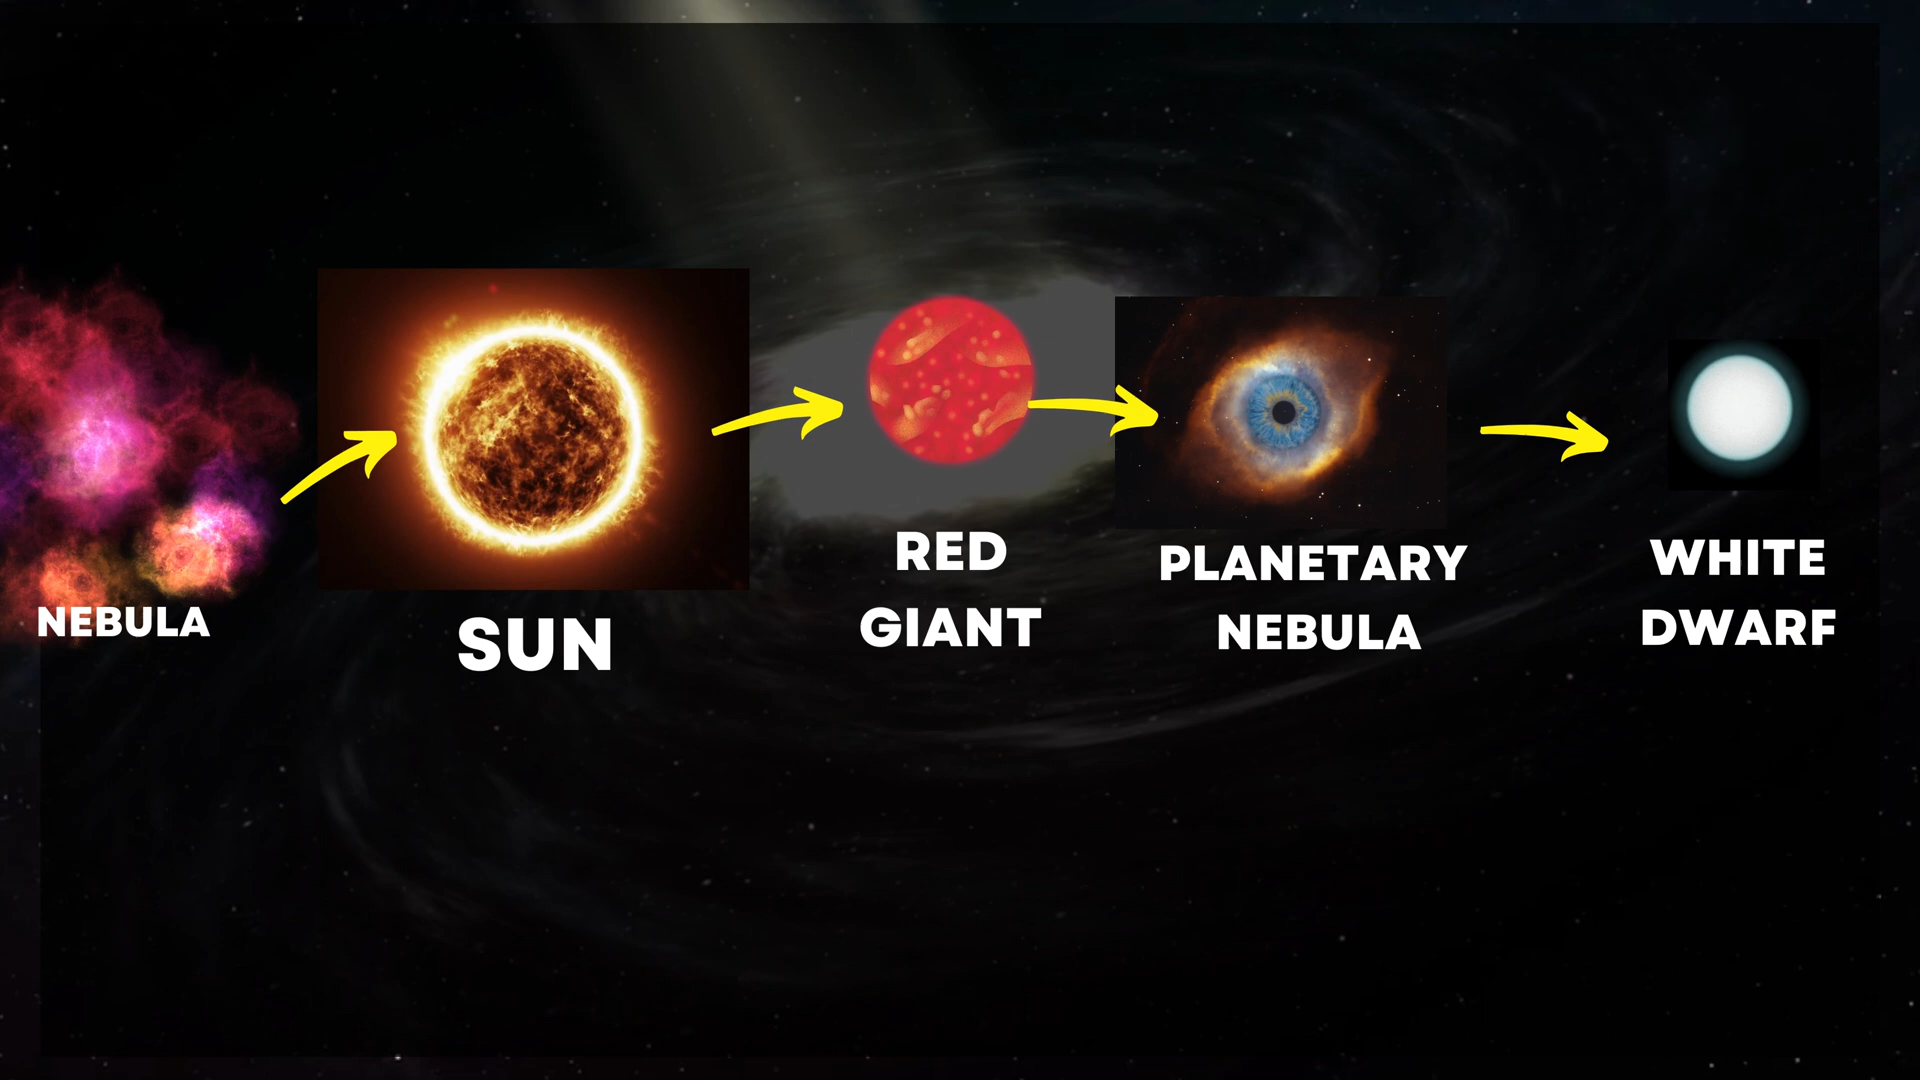 NEBULA
SUN
RED
GIANT
PLANETARY
NEBULA
WHITE
DWARF